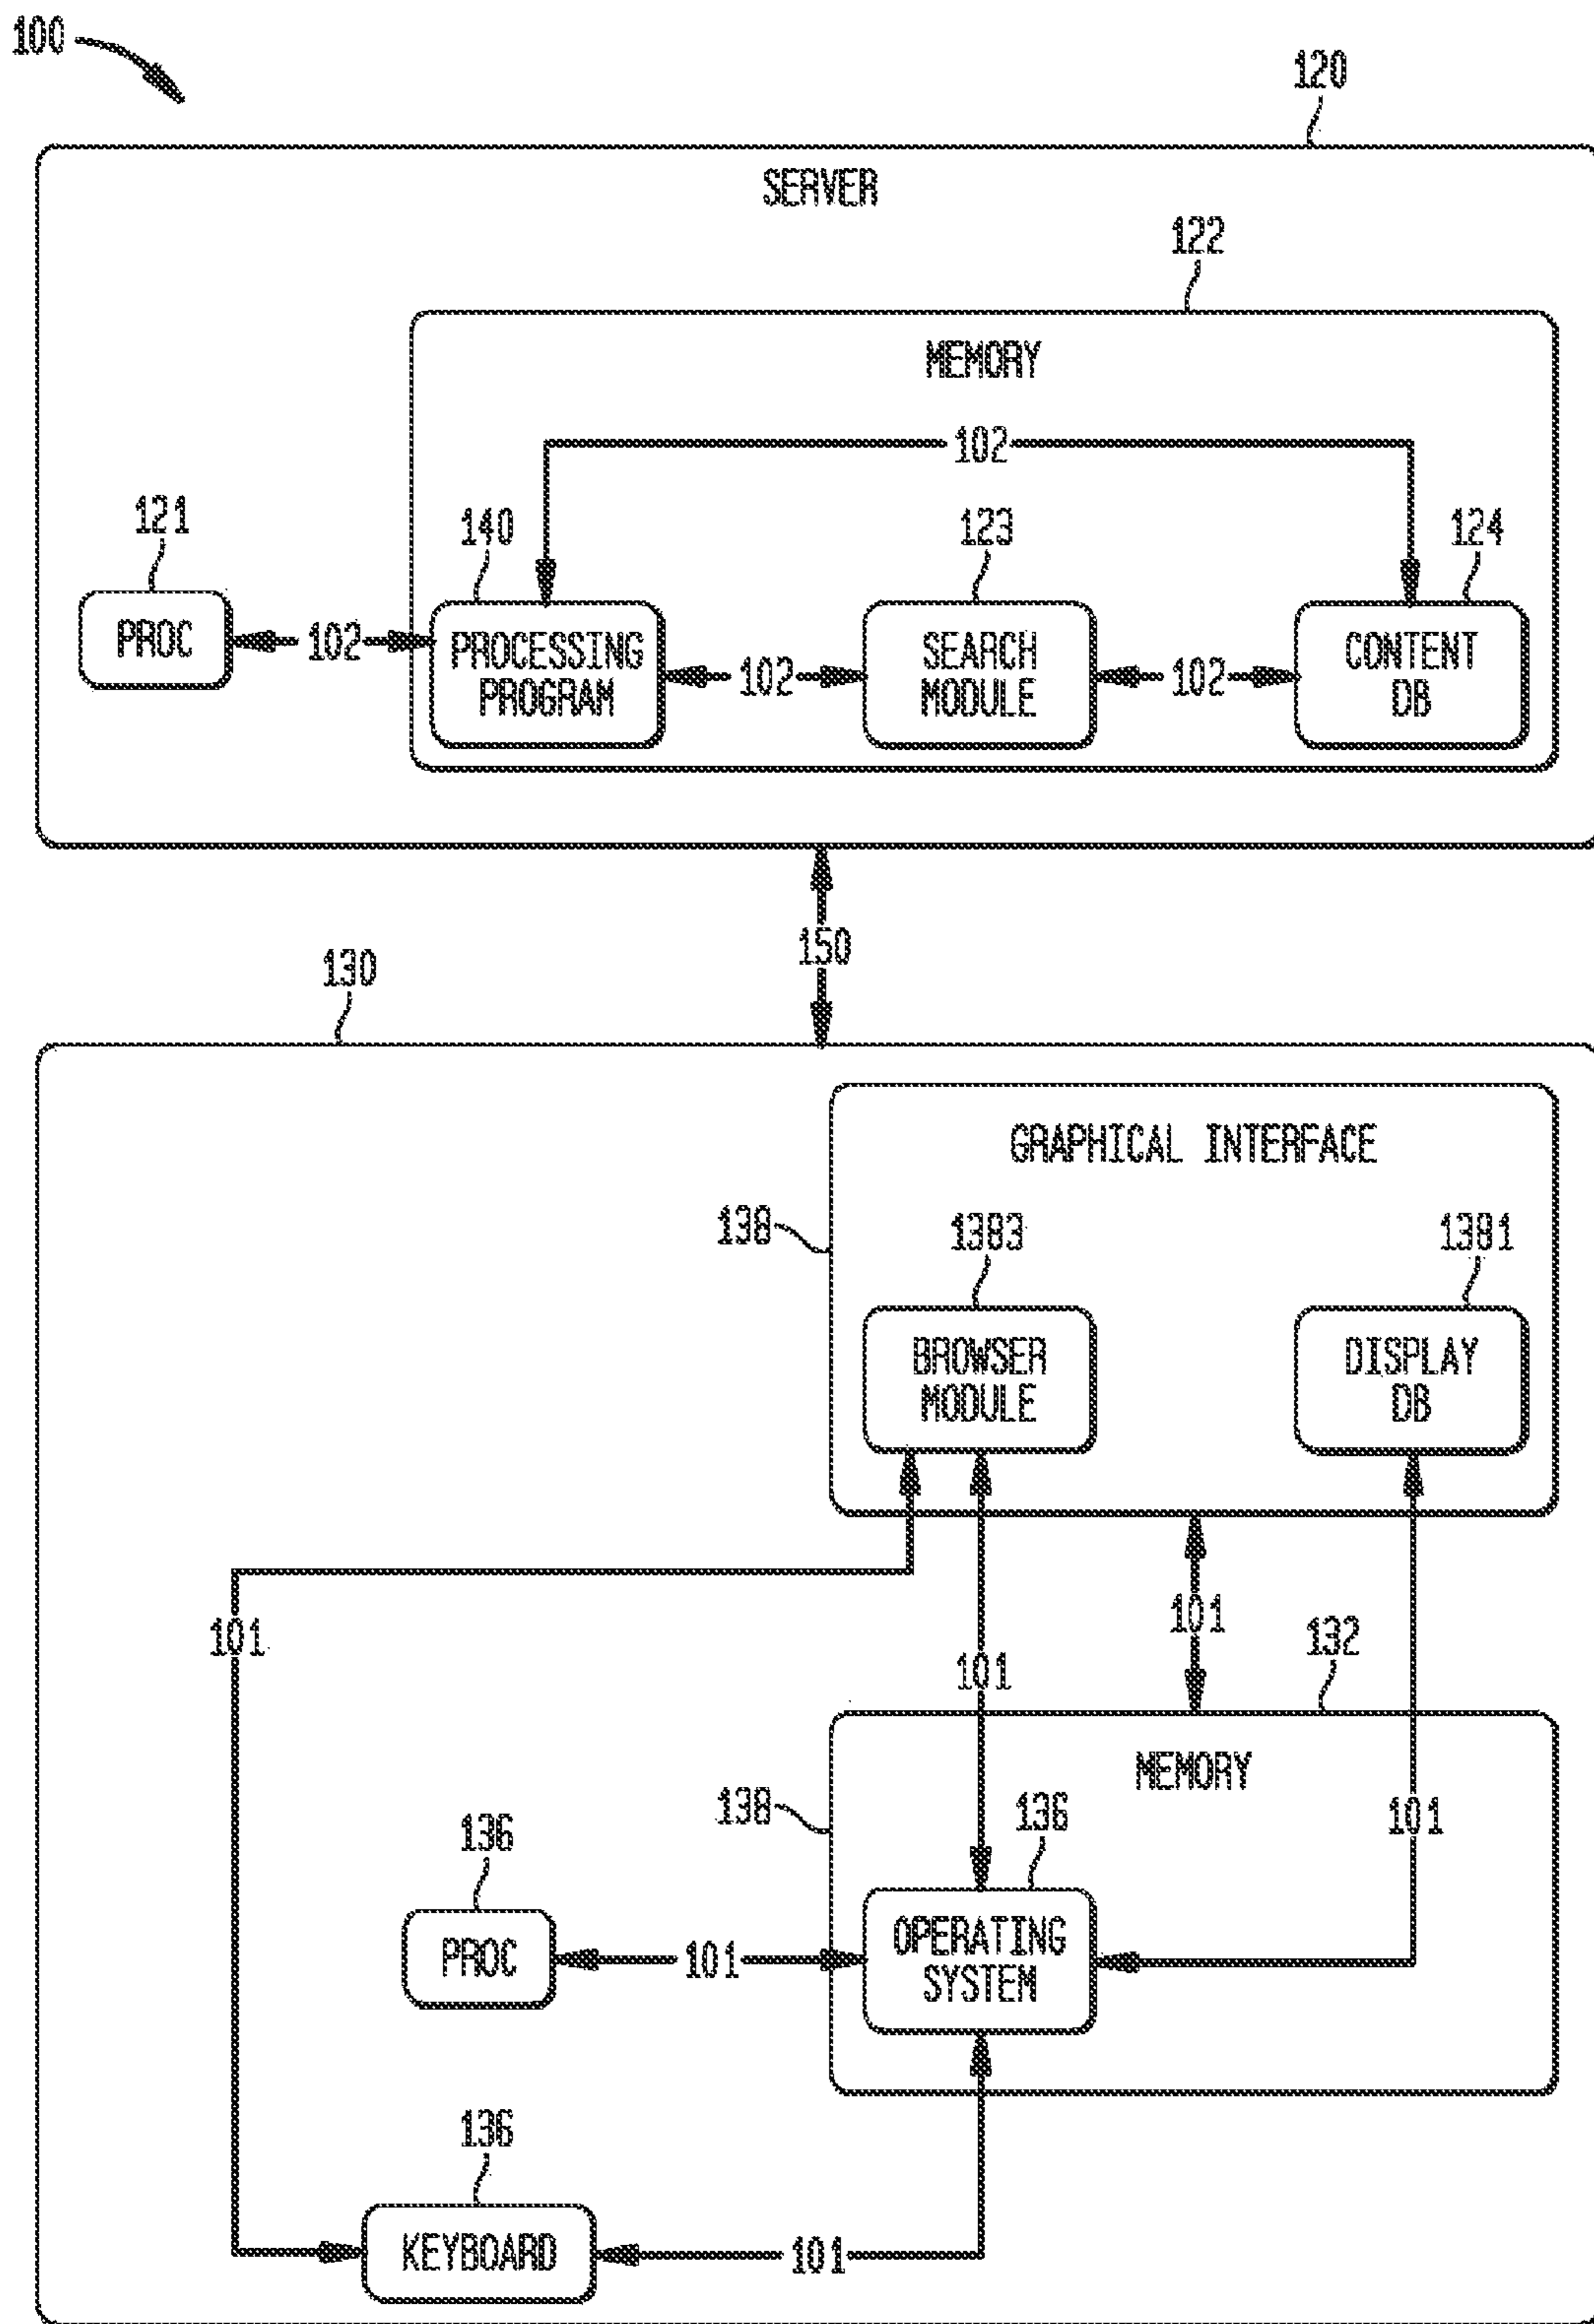 100
120
SERVER
122
MEMORY
102
121
140
123
124
PROC
102
PROCESSING
PROGRAM
102
SEARCH
MODULE
102
CONTENT
DB
150
130
GRAPHICAL INTERFACE
138
1383
1381
BROWSER
MODULE
DISPLAY
DB
101
101
101
132
MEMORY
138
136
136
101
PROC
101
OPERATING
SYSTEM
136
KEYBOARD
101